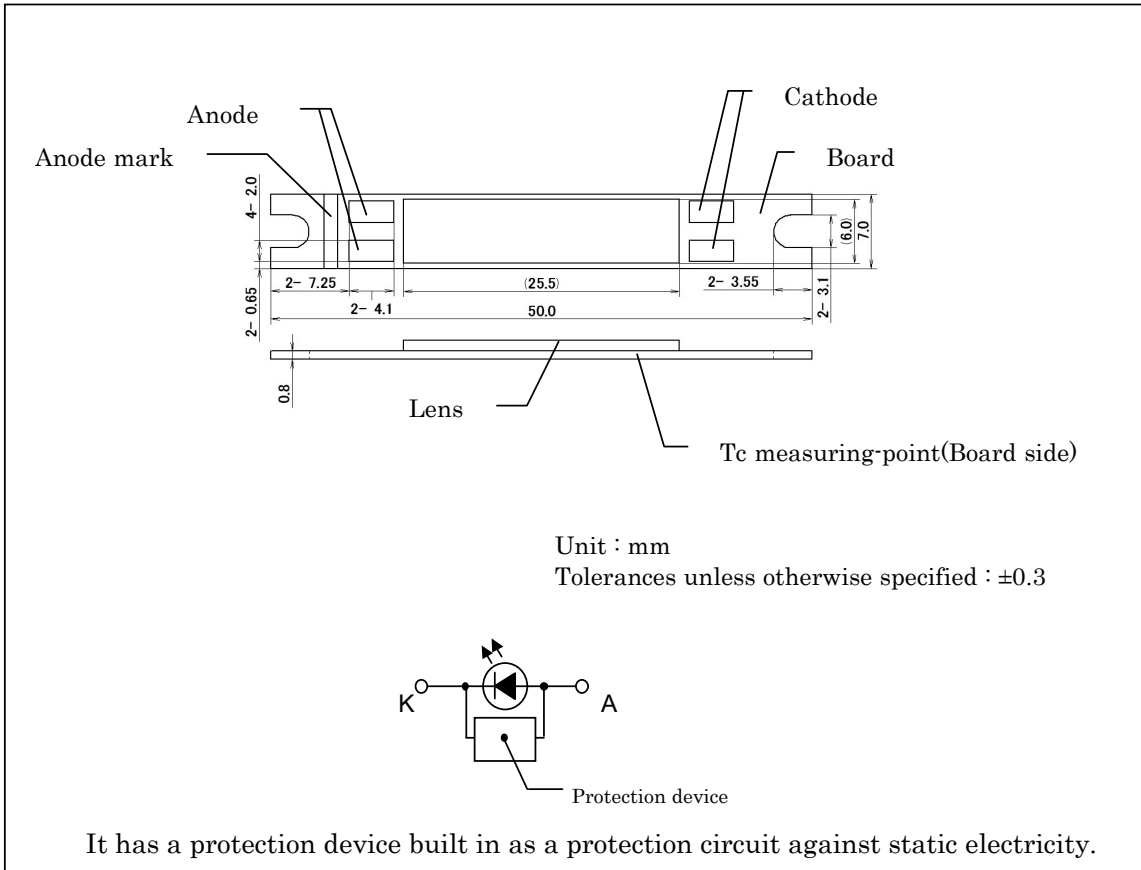 Cathode
Anode
Anode mark
Board
4- 2.0
(6.0)
7.0
2- 7.25
(25.5)
2- 3.55
2- 0.65
2- 4.1
50.0
2- 3.1
0.8
Lens
Tc measuring-point(Board side)
Unit : mm
Tolerances unless otherwise specified : ±0.3
K
A
Protection device
It has a protection device built in as a protection circuit against static electricity.